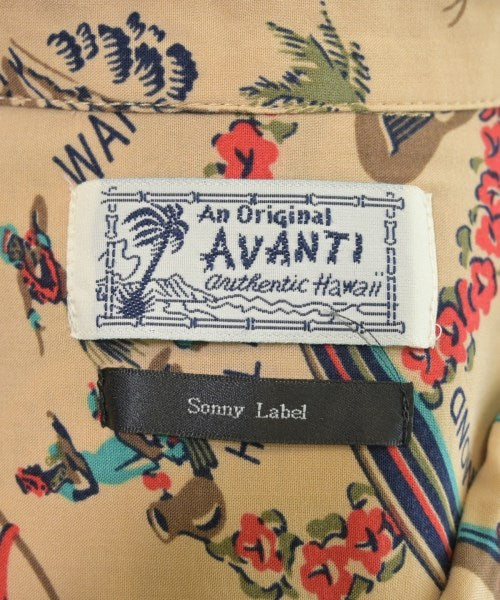 An Original
AVANTI
authentic Hawaii
Sonny Label